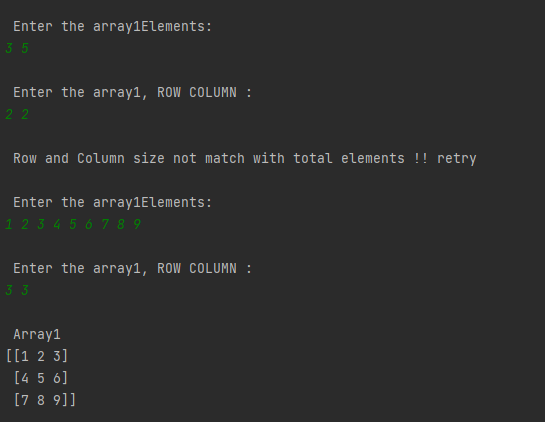 Enter the array1Elements:
3 5
Enter the array1, ROW COLUMN :
2 2
Row and Column size not match with total elements !! retry
Enter the array1Elements:
1 2 3 4 5 6 7 8 9
Enter the array1, ROW COLUMN :
3 3
Array1
[[1 2 3]
[4 5 6]
[7 8 9]]